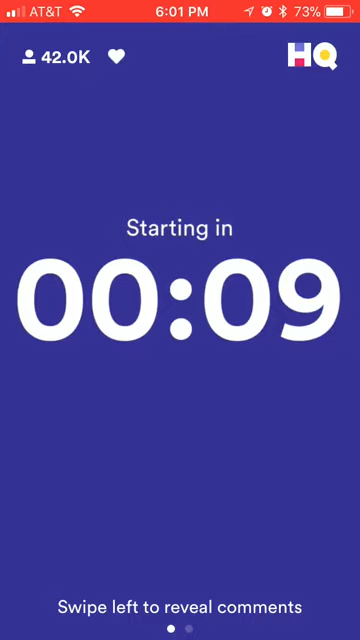 AT&T 6:01 PM 73%
42.0K HQ
Starting in
00:09
Swipe left to reveal comments